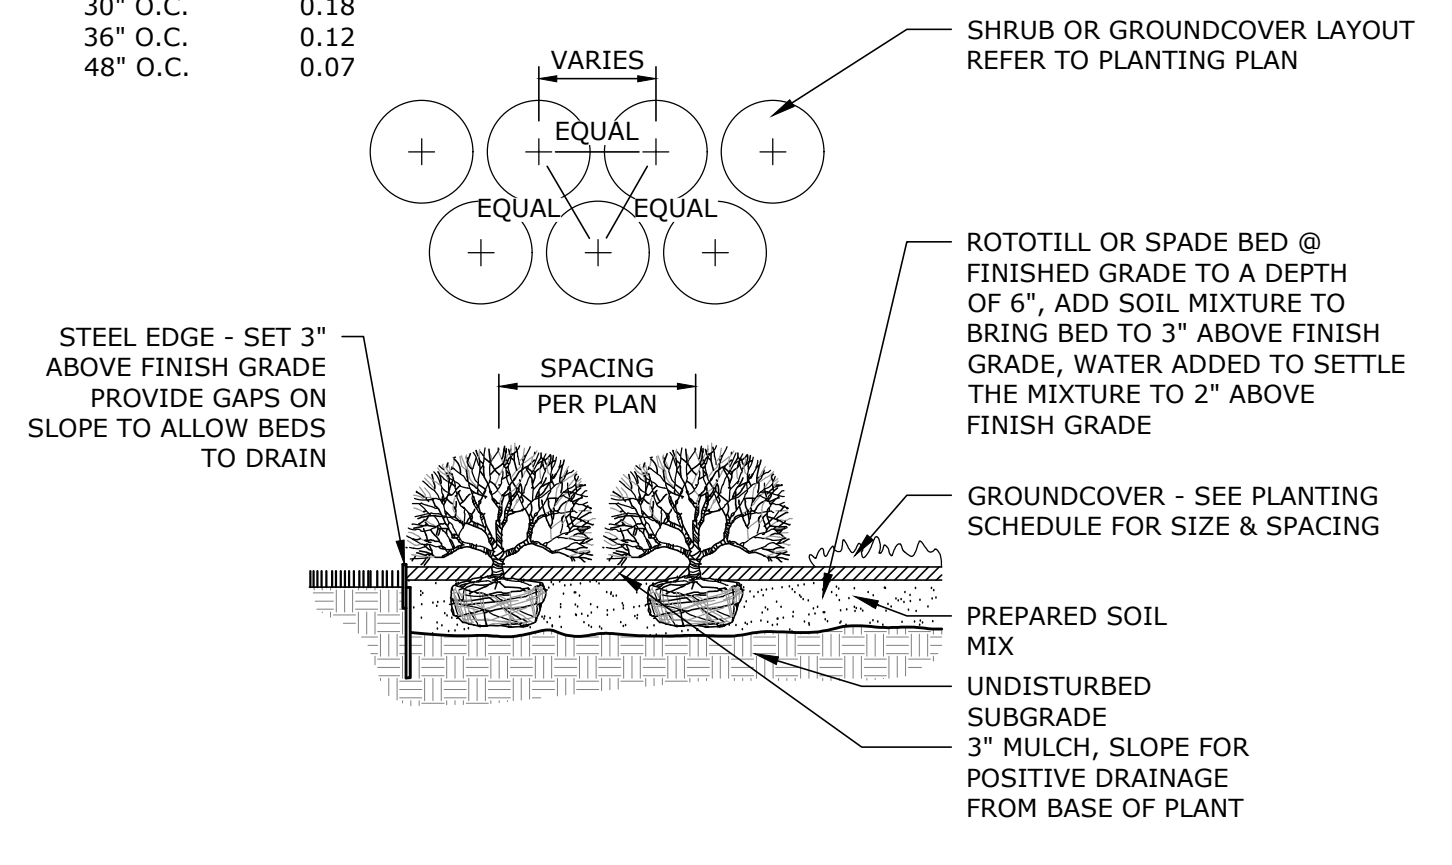 30" O.C. 0.18
36" O.C. 0.12
48" O.C. 0.07
VARIES
EQUAL
EQUAL EQUAL
SHRUB OR GROUNDCOVER LAYOUT
REFER TO PLANTING PLAN
ROTOTILL OR SPADE BED @
FINISHED GRADE TO A DEPTH
OF 6", ADD SOIL MIXTURE TO
BRING BED TO 3" ABOVE FINISH
GRADE, WATER ADDED TO SETTLE
THE MIXTURE TO 2" ABOVE
FINISH GRADE
STEEL EDGE - SET 3"
ABOVE FINISH GRADE
PROVIDE GAPS ON
SLOPE TO ALLOW BEDS
TO DRAIN
SPACING
PER PLAN
GROUNDCOVER - SEE PLANTING
SCHEDULE FOR SIZE & SPACING
PREPARED SOIL
MIX
UNDISTURBED
SUBGRADE
3" MULCH, SLOPE FOR
POSITIVE DRAINAGE
FROM BASE OF PLANT